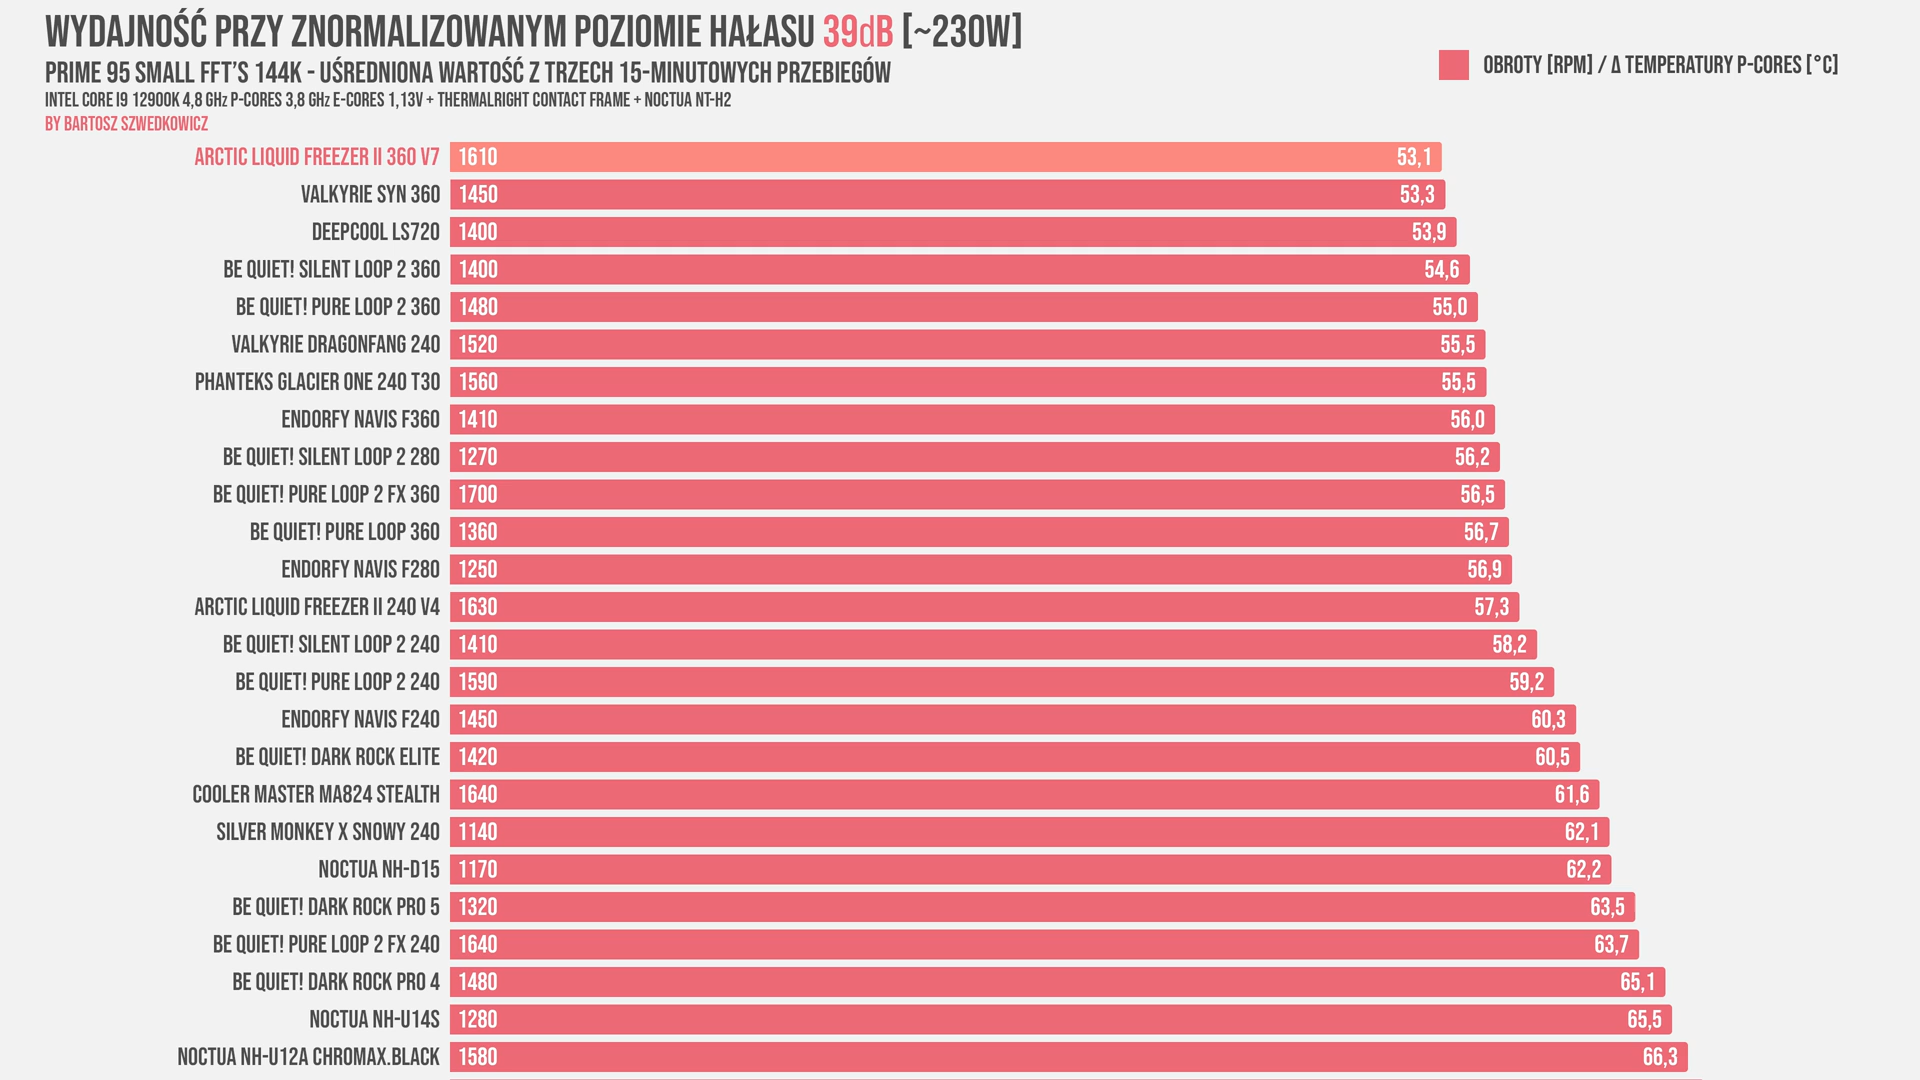 WYDAJNOŚĆ PRZY ZNORMALIZOWANYM POZIOMIE HAŁASU 39dB [~230W]
PRIME 95 SMALL FFT'S 144K - UŚREDNIONA WARTOŚĆ Z TRZECH 15-MINUTOWYCH PRZEBIEGÓW
INTEL CORE I9 12900K 4,8 GHz P-CORES 3,8 GHz E-CORES 1,13V + THERMALRIGHT CONTACT FRAME + NOCTUA NT-H2
BY BARTOSZ SZWEDKOWICZ
OBROTY [RPM] / Δ TEMPERATURY P-CORES [°C]
ARCTIC LIQUID FREEZER II 360 V7 1610 53,1
VALKYRIE SYN 360 1450 53,3
DEEPCOOL LS720 1400 53,9
BE QUIET! SILENT LOOP 2 360 1400 54,6
BE QUIET! PURE LOOP 2 360 1480 55,0
VALKYRIE DRAGONFANG 240 1520 55,5
PHANTEKS GLACIER ONE 240 T30 1560 55,5
ENDORFY NAVIS F360 1410 56,0
BE QUIET! SILENT LOOP 2 280 1270 56,2
BE QUIET! PURE LOOP 2 FX 360 1700 56,5
BE QUIET! PURE LOOP 360 1360 56,7
ENDORFY NAVIS F280 1250 56,9
ARCTIC LIQUID FREEZER II 240 V4 1630 57,3
BE QUIET! SILENT LOOP 2 240 1410 58,2
BE QUIET! PURE LOOP 2 240 1590 59,2
ENDORFY NAVIS F240 1450 60,3
BE QUIET! DARK ROCK ELITE 1420 60,5
COOLER MASTER MA824 STEALTH 1640 61,6
SILVER MONKEY X SNOWY 240 1140 62,1
NOCTUA NH-D15 1170 62,2
BE QUIET! DARK ROCK PRO 5 1320 63,5
BE QUIET! PURE LOOP 2 FX 240 1640 63,7
BE QUIET! DARK ROCK PRO 4 1480 65,1
NOCTUA NH-U14S 1280 65,5
NOCTUA NH-U12A CHROMAX.BLACK 1580 66,3